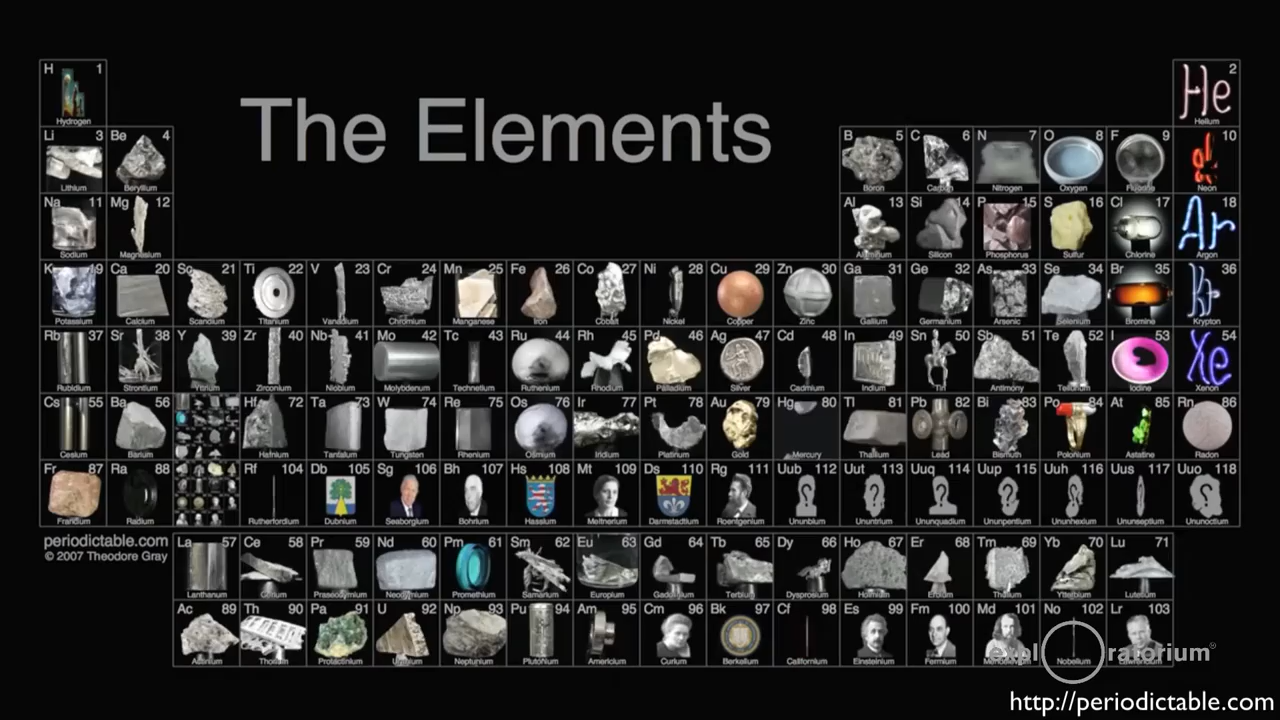 H 1 He 2
Hydrogen Helium
The Elements
Li 3 Be 4 B 5 C 6 N 7 O 8 F 9 10
Lithium Beryllium Boron Carbon Nitrogen Oxygen Fluorine Neon
Na 11 Mg 12 Al 13 Si 14 P 15 S 16 Cl 17 Ar 18
Sodium Magnesium Aluminum Silicon Phosphorus Sulfur Chlorine Argon
K 19 Ca 20 Sc 21 Ti 22 V 23 Cr 24 Mn 25 Fe 26 Co 27 Ni 28 Cu 29 Zn 30 Ga 31 Ge 32 As 33 Se 34 Br 35 Kr 36
Potassium Calcium Scandium Titanium Vanadium Chromium Manganese Iron Cobalt Nickel Copper Zinc Gallium Germanium Arsenic Selenium Bromine Krypton
Rb 37 Sr 38 Y 39 Zr 40 Nb 41 Mo 42 Tc 43 Ru 44 Rh 45 Pd 46 Ag 47 Cd 48 In 49 Sn 50 Sb 51 Te 52 I 53 Xe 54
Rubidium Strontium Yttrium Zirconium Niobium Molybdenum Technetium Ruthenium Rhodium Palladium Silver Cadmium Indium Tin Antimony Tellurium Iodine Xenon
Cs 55 Ba 56 Hf 72 Ta 73 W 74 Re 75 Os 76 Ir 77 Pt 78 Au 79 Hg 80 Tl 81 Pb 82 Bi 83 Po 84 At 85 Rn 86
Cesium Barium Hafnium Tantalum Tungsten Rhenium Osmium Iridium Platinum Gold Mercury Thallium Lead Bismuth Polonium Astatine Radon
Fr 87 Ra 88 Rf 104 Db 105 Sg 106 Bh 107 Hs 108 Mt 109 Ds 110 Rg 111 Uub 112 Uut 113 Uuq 114 Uup 115 Uuh 116 Uus 117 Uuo 118
Francium Radium Rutherfordium Dubnium Seaborgium Bohrium Hassium Meitnerium Darmstadtium Roentgenium Ununbium Ununtrium Ununquadium Ununpentium Ununhexium Ununseptium Ununoctium
periodictable.com
© 2007 Theodore Gray
La 57 Ce 58 Pr 59 Nd 60 Pm 61 Sm 62 Eu 63 Gd 64 Tb 65 Dy 66 Ho 67 Er 68 Tm 69 Yb 70 Lu 71
Lanthanum Cerium Praseodymium Neodymium Promethium Samarium Europium Gadolinium Terbium Dysprosium Holmium Erbium Thulium Ytterbium Lutetium
Ac 89 Th 90 Pa 91 U 92 Np 93 Pu 94 Am 95 Cm 96 Bk 97 Cf 98 Es 99 Fm 100 Md 101 No 102 Lr 103
Actinium Thorium Protactinium Uranium Neptunium Plutonium Americium Curium Berkelium Californium Einsteinium Fermium Mendelevium Nobelium Lawrencium
exploratorium®
http://periodictable.com